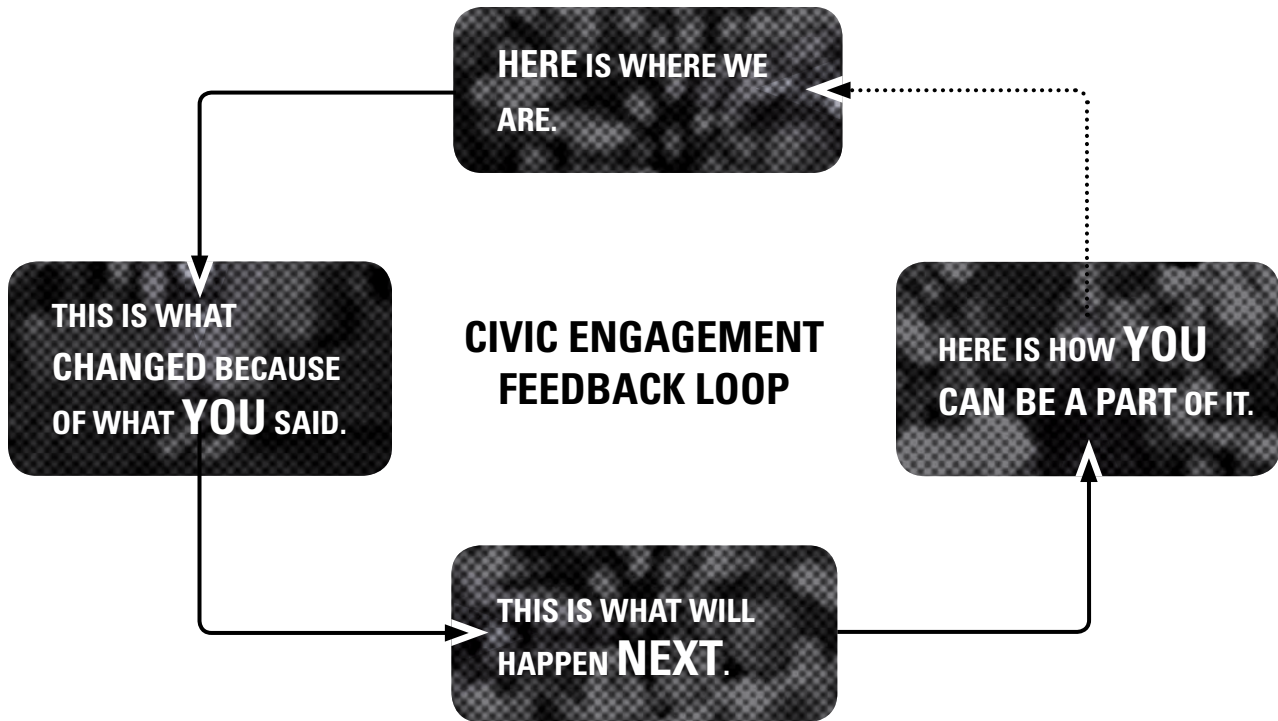 HERE IS WHERE WE
ARE.
THIS IS WHAT
CHANGED BECAUSE
OF WHAT YOU SAID.
CIVIC ENGAGEMENT
FEEDBACK LOOP
HERE IS HOW YOU
CAN BE A PART OF IT.
THIS IS WHAT WILL
HAPPEN NEXT.